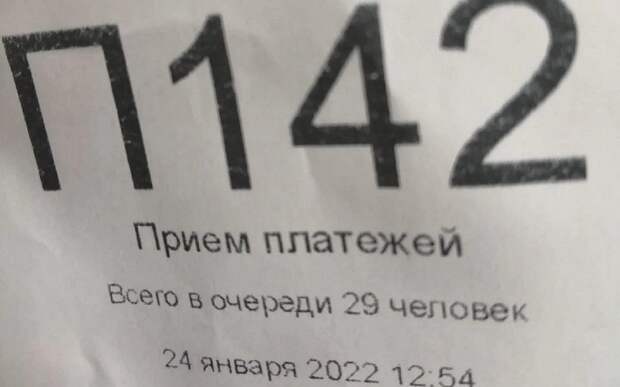 П142
Прием платежей
Всего в очереди 29 человек
24 января 2022 12:54